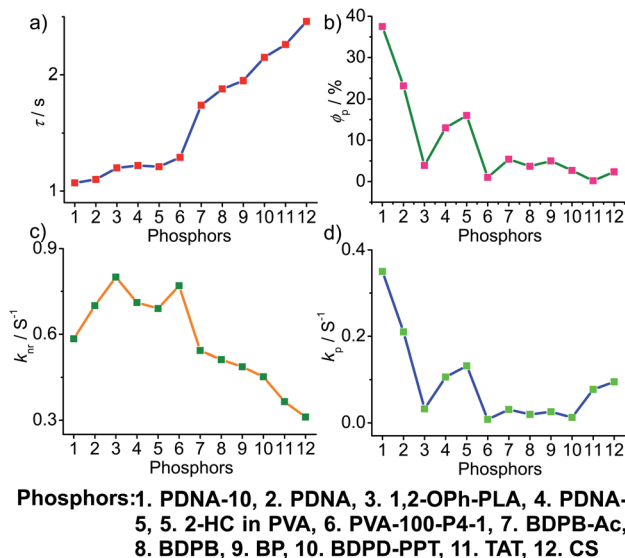 a)
τ / s
2
1
1 2 3 4 5 6 7 8 9 10 11 12
Phosphors
b)
ϕp / %
40
30
20
10
0
1 2 3 4 5 6 7 8 9 10 11 12
Phosphors
c)
knr / S-1
0.9
0.6
0.3
1 2 3 4 5 6 7 8 9 10 11 12
d)
kp / S-1
0.4
0.2
0.0
1 2 3 4 5 6 7 8 9 10 11 12
Phosphors:1. PDNA-10, 2. PDNA, 3. 1,2-OPh-PLA, 4. PDNA-
5, 5. 2-HC in PVA, 6. PVA-100-P4-1, 7. BDPB-Ac,
8. BDPB, 9. BP, 10. BDPD-PPT, 11. TAT, 12. CS